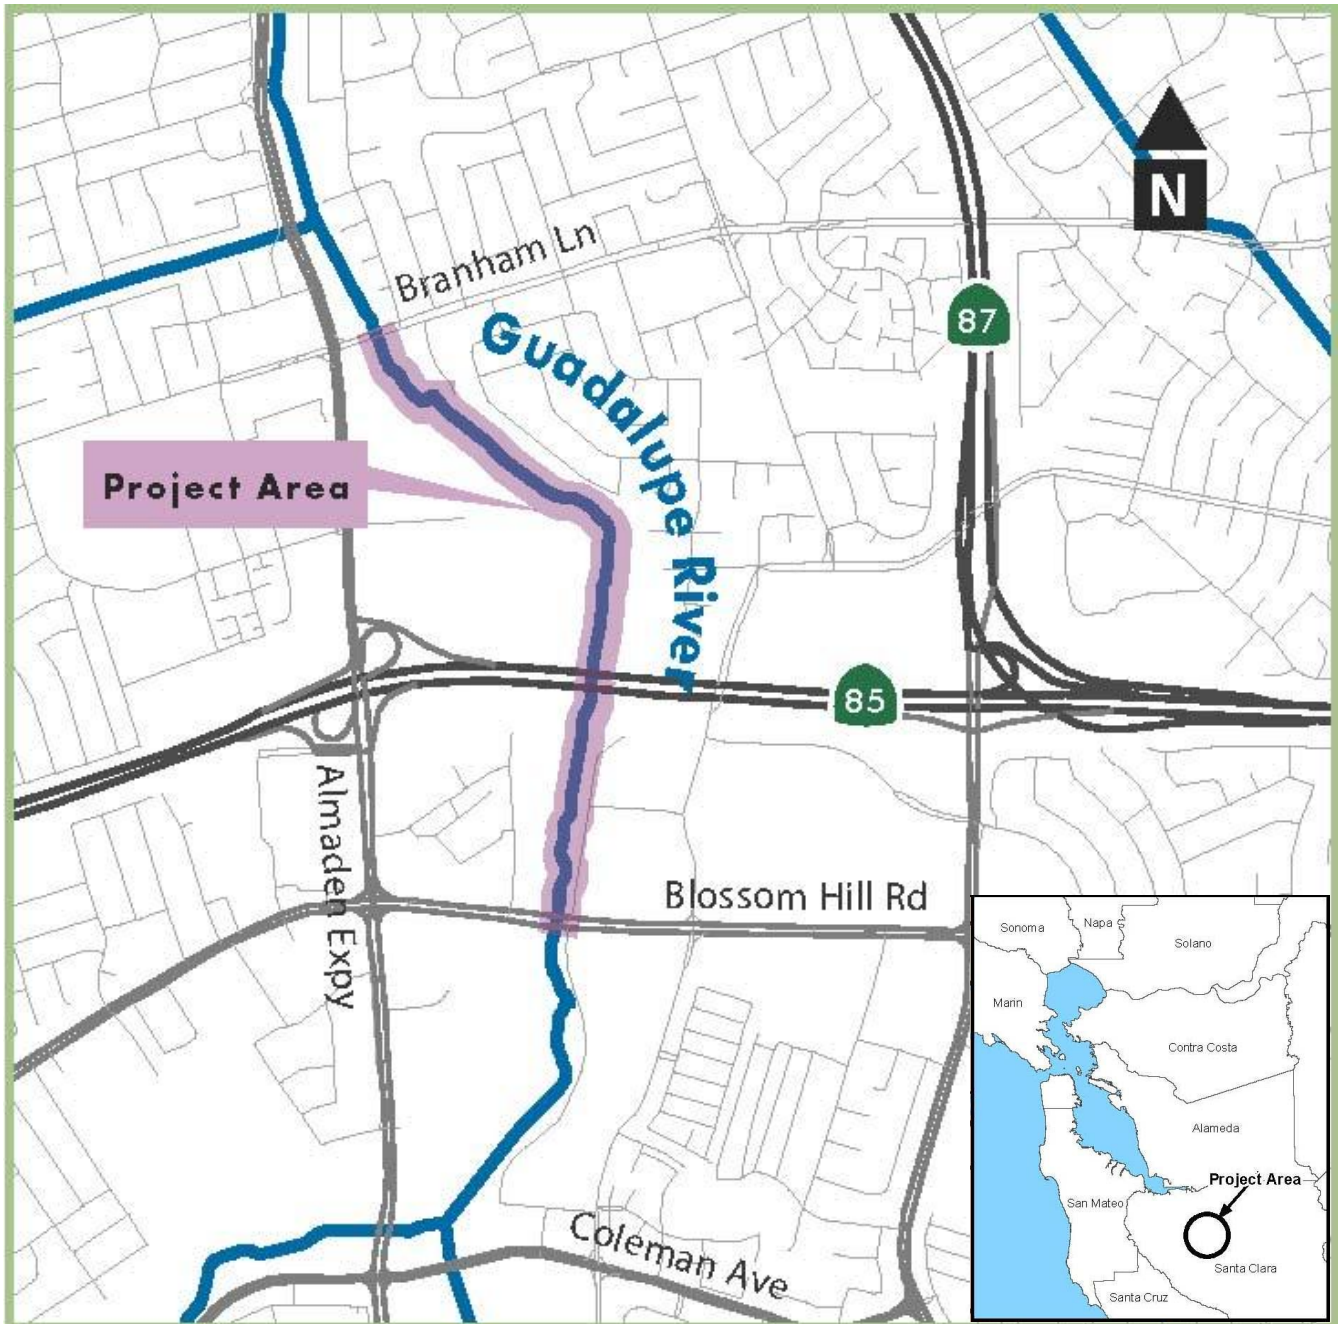 N
Branham Ln
87
Guadalupe River
Project Area
85
Almaden Expy
Blossom Hill Rd
Coleman Ave
Sonoma
Napa
Solano
Marin
Contra Costa
Alameda
Project Area
San Mateo
Santa Clara
Santa Cruz